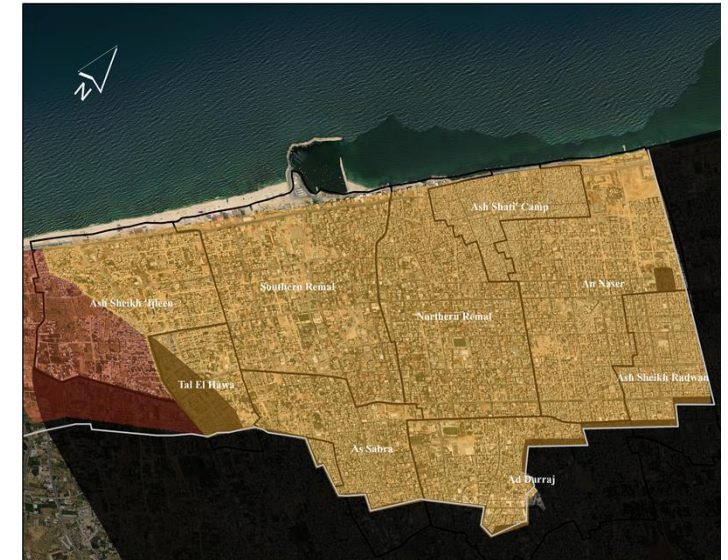 N
Ash Shati' Camp
Southern Remal
An Naser
Ash Sheikh 'Ijleen
Northern Remal
Tal El Hawa
Ash Sheikh Radwan
As Sabra
Ad Darraj